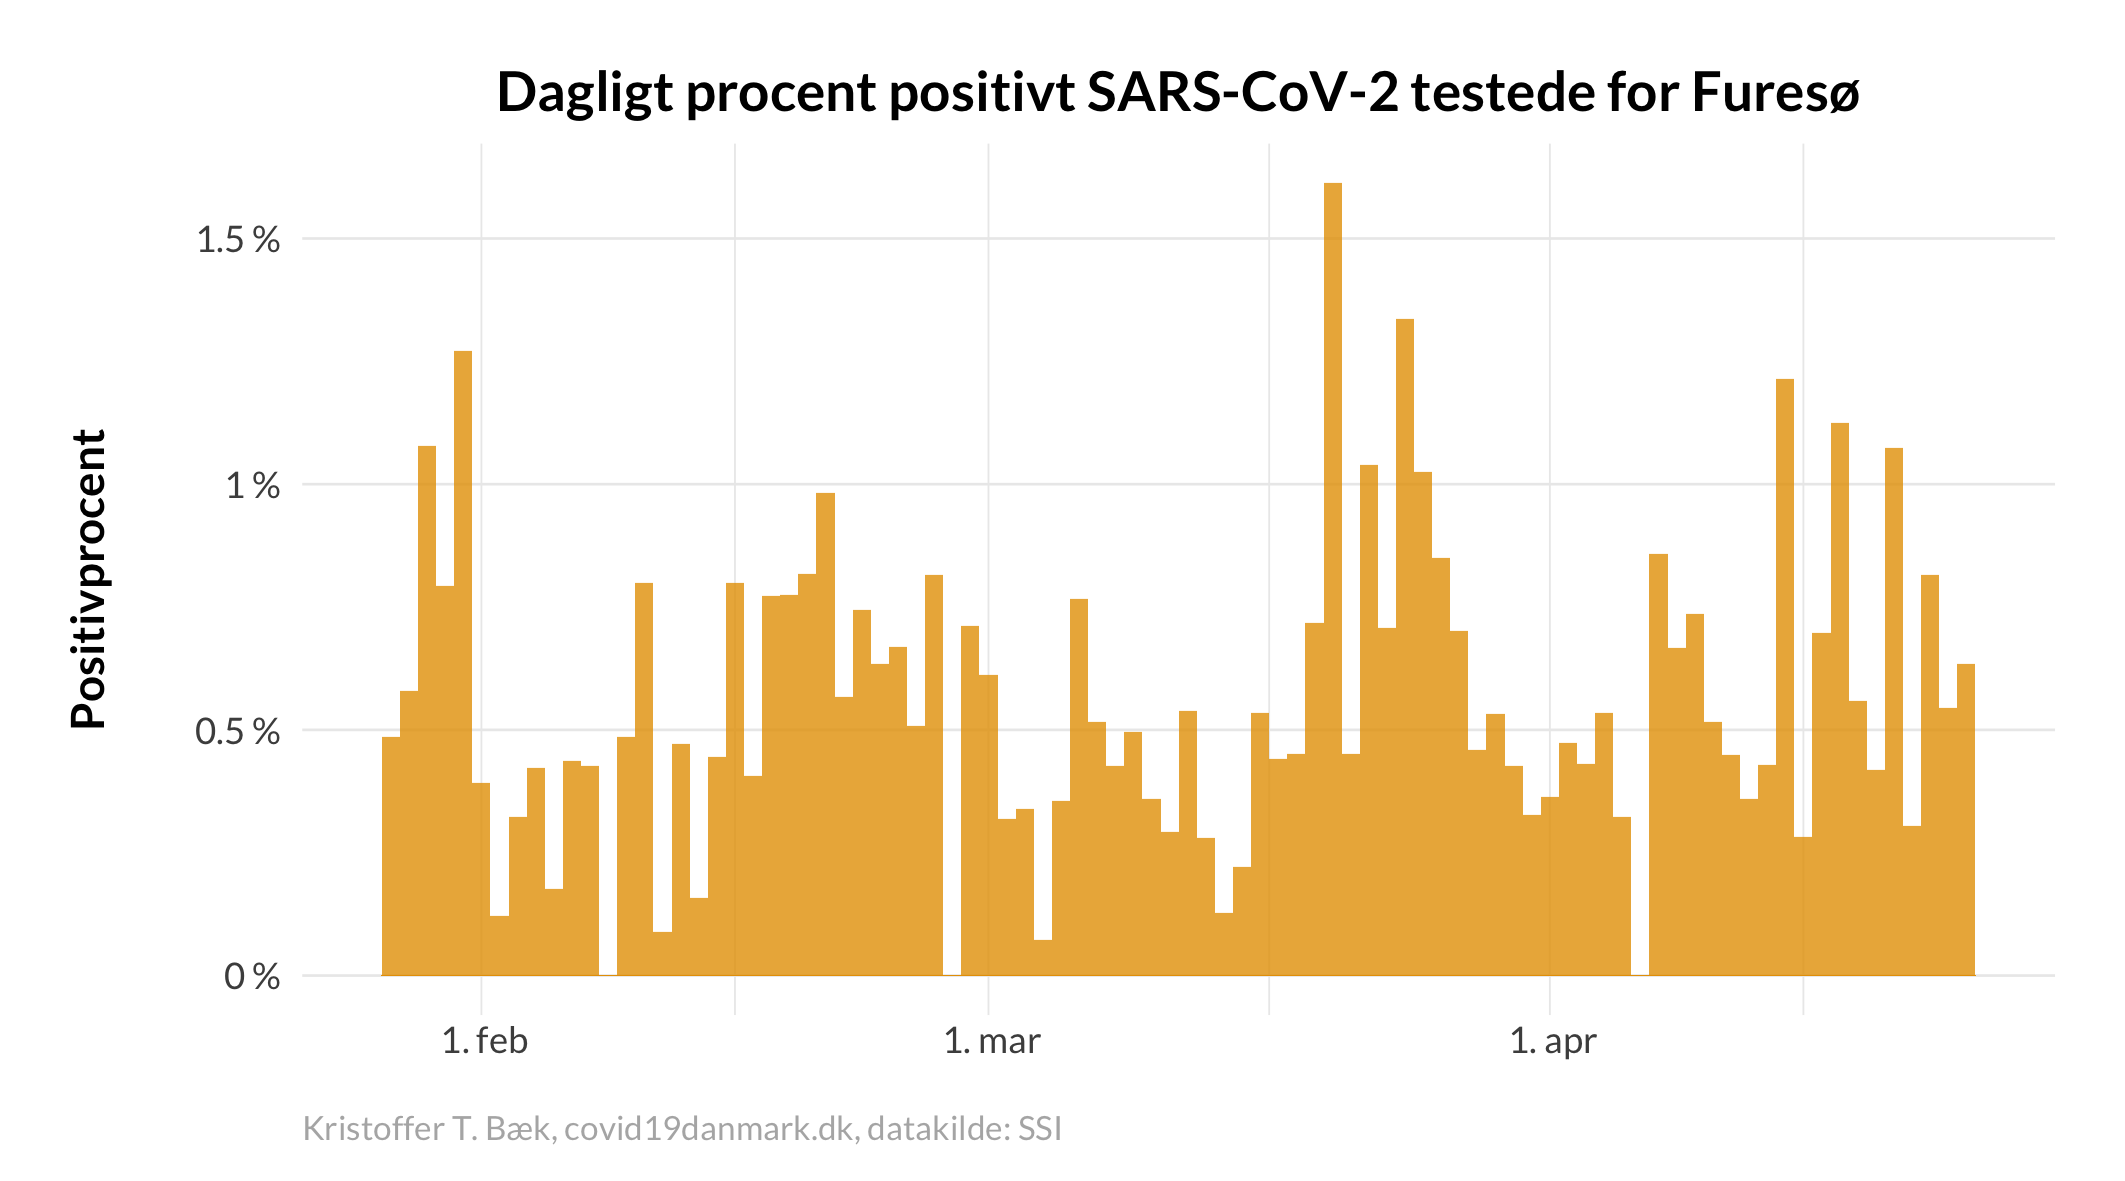 Dagligt procent positivt SARS-CoV-2 testede for Furesø
Positivprocent
1.5 %
1 %
0.5 %
0 %
1. feb
1. mar
1. apr
Kristoffer T. Bæk, covid19danmark.dk, datakilde: SSI